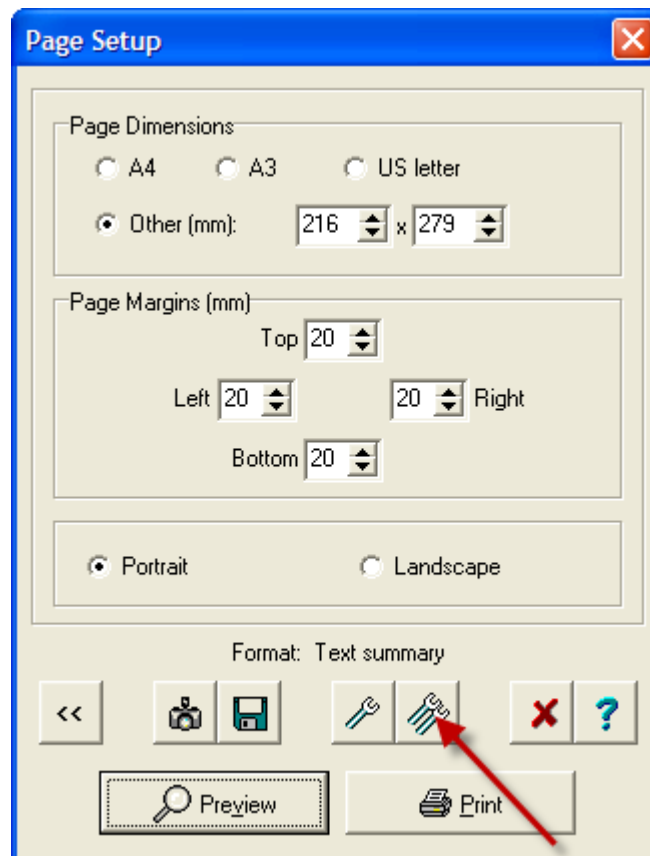 Page Setup
Page Dimensions
A4 A3 US letter
Other (mm): 216 x 279
Page Margins (mm)
Top 20
Left 20 20 Right
Bottom 20
Portrait Landscape
Format: Text summary
<< ?
Preview Print